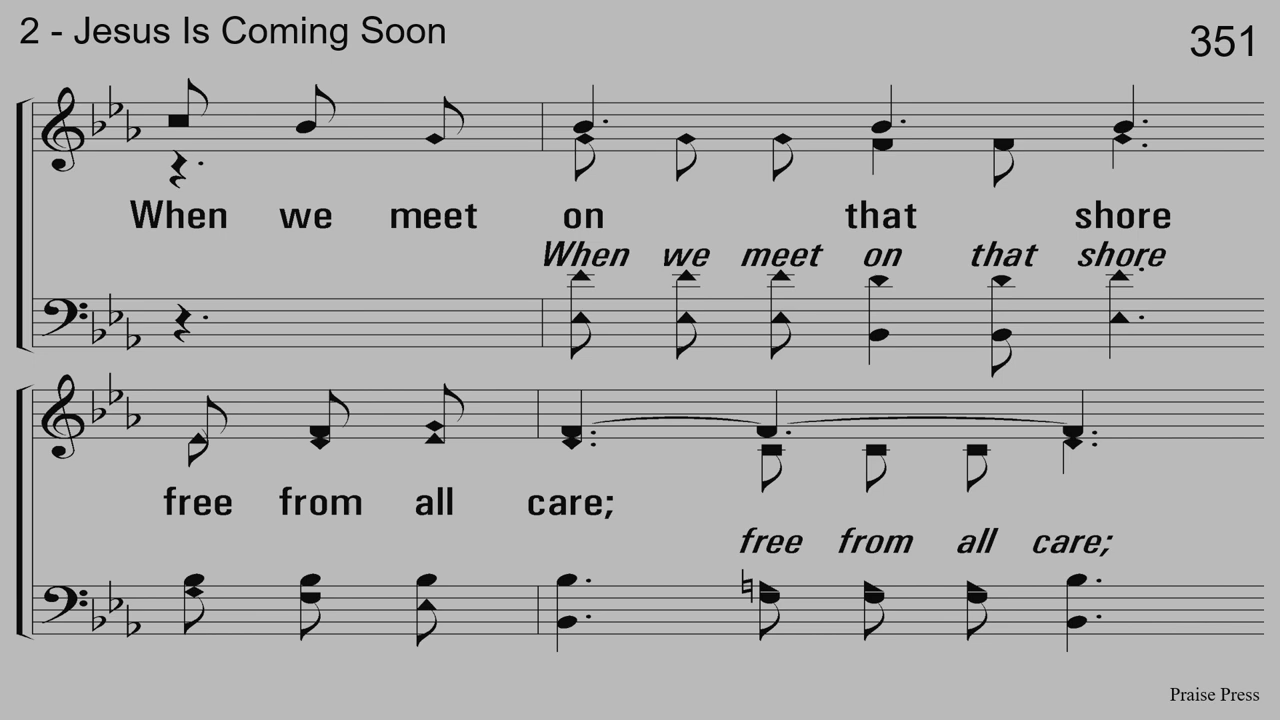 2 - Jesus Is Coming Soon
351
When we meet on that shore
When we meet on that shore
free from all care;
free from all care;
Praise Press